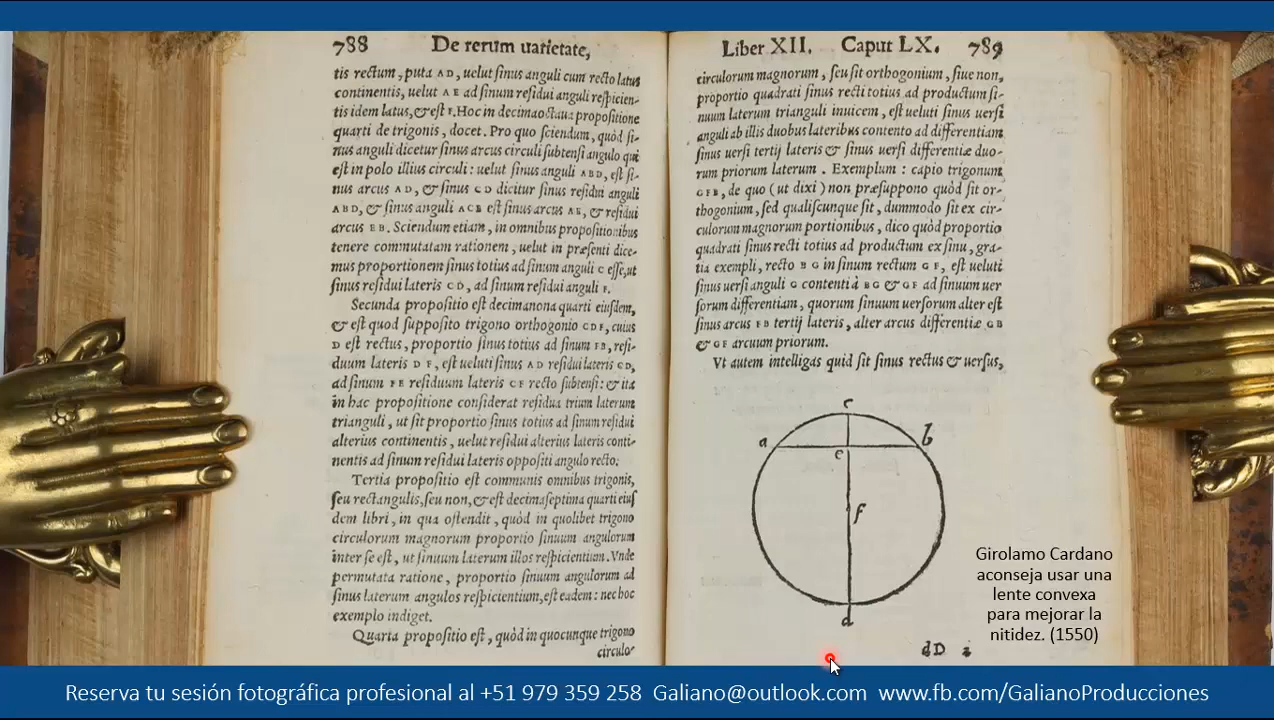 788 De rerum uarietate,
tis rectum, puta AD, uelut sinus anguli cum recto latus
continentis, uelut AE ad sinum residui anguli respicien-
tis idem latus, & est F. Hoc in decimaoctaua propositione
quarti de trigonis, docet. Pro quo sciendum, quòd si-
nus anguli dicetur sinus arcus circuli subtensi angulo qui
est in polo illius circuli: uelut sinus anguli ABD, est si-
nus arcus AD, & sinus CD dicitur sinus residui anguli
ABD, & sinus anguli ACE est sinus arcus AE, & residui
arcus EB. Sciendum etiam, in omnibus propositionibus
tenere commutatam rationem, uelut in præsenti dice-
mus proportionem sinus totius ad sinum anguli C esse, ut
sinus residui lateris CD, ad sinum residui anguli F.
Secunda propositio est decimanona quarti eiusdem,
& est quod supposito trigono orthogonio CDF, cuius
D est rectus, proportio sinus totius ad sinum FB, resi-
duum lateris DF, est ueluti sinus AD residui lateris CD,
ad sinum FE residuum lateris CF recto subtensi: & ita
in hac propositione considerat residua trium laterum
trianguli, ut sit proportio sinus totius ad sinum residui
alterius continentis, uelut residui alterius lateris conti-
nentis ad sinum residui lateris oppositi angulo recto.
Tertia propositio est communis omnibus trigonis,
seu rectangulis, seu non, & est decimaseptima quarti eius
dem libri, in qua ostendit, quòd in quolibet trigono
circulorum magnorum proportio sinuum angulorum
inter se est, ut sinuum laterum illos respicientium. Vnde
permutata ratione, proportio sinuum angulorum ad
sinus laterum angulos respicientium, est eadem: nec hoc
exemplo indiget.
Quarta propositio est, quòd in quocunque trigono
circulo-
Liber XII. Caput LX. 789
circulorum magnorum, seu sit orthogonium, siue non,
proportio quadrati sinus recti totius ad productum si-
nuum laterum trianguli inuicem, est ueluti sinus uersi
anguli ab illis duobus lateribus contento ad differentiam
sinus uersi tertij lateris & sinus uersi differentiæ duo-
rum priorum laterum. Exemplum: capio trigonum
GFB, de quo (ut dixi) non præsuppono quòd sit or-
thogonium, sed qualiscunque sit, dummodo sit ex cir-
culorum magnorum portionibus, dico quòd proportio
quadrati sinus recti totius ad productum ex sinu, gra-
tia exempli, recto BG in sinum rectum GF, est ueluti
sinus uersi anguli G contenti à BG & GF ad sinuum uer
sorum differentiam, quorum sinuum uersorum alter est
sinus arcus FB tertij lateris, alter arcus differentiæ GB
& GF arcuum priorum.
Vt autem intelligas quid sit sinus rectus & uersus,
c
a b
e
f
d
dD 2
Girolamo Cardano
aconseja usar una
lente convexa
para mejorar la
nitidez. (1550)
Reserva tu sesión fotográfica profesional al +51 979 359 258 Galiano@outlook.com www.fb.com/GalianoProducciones